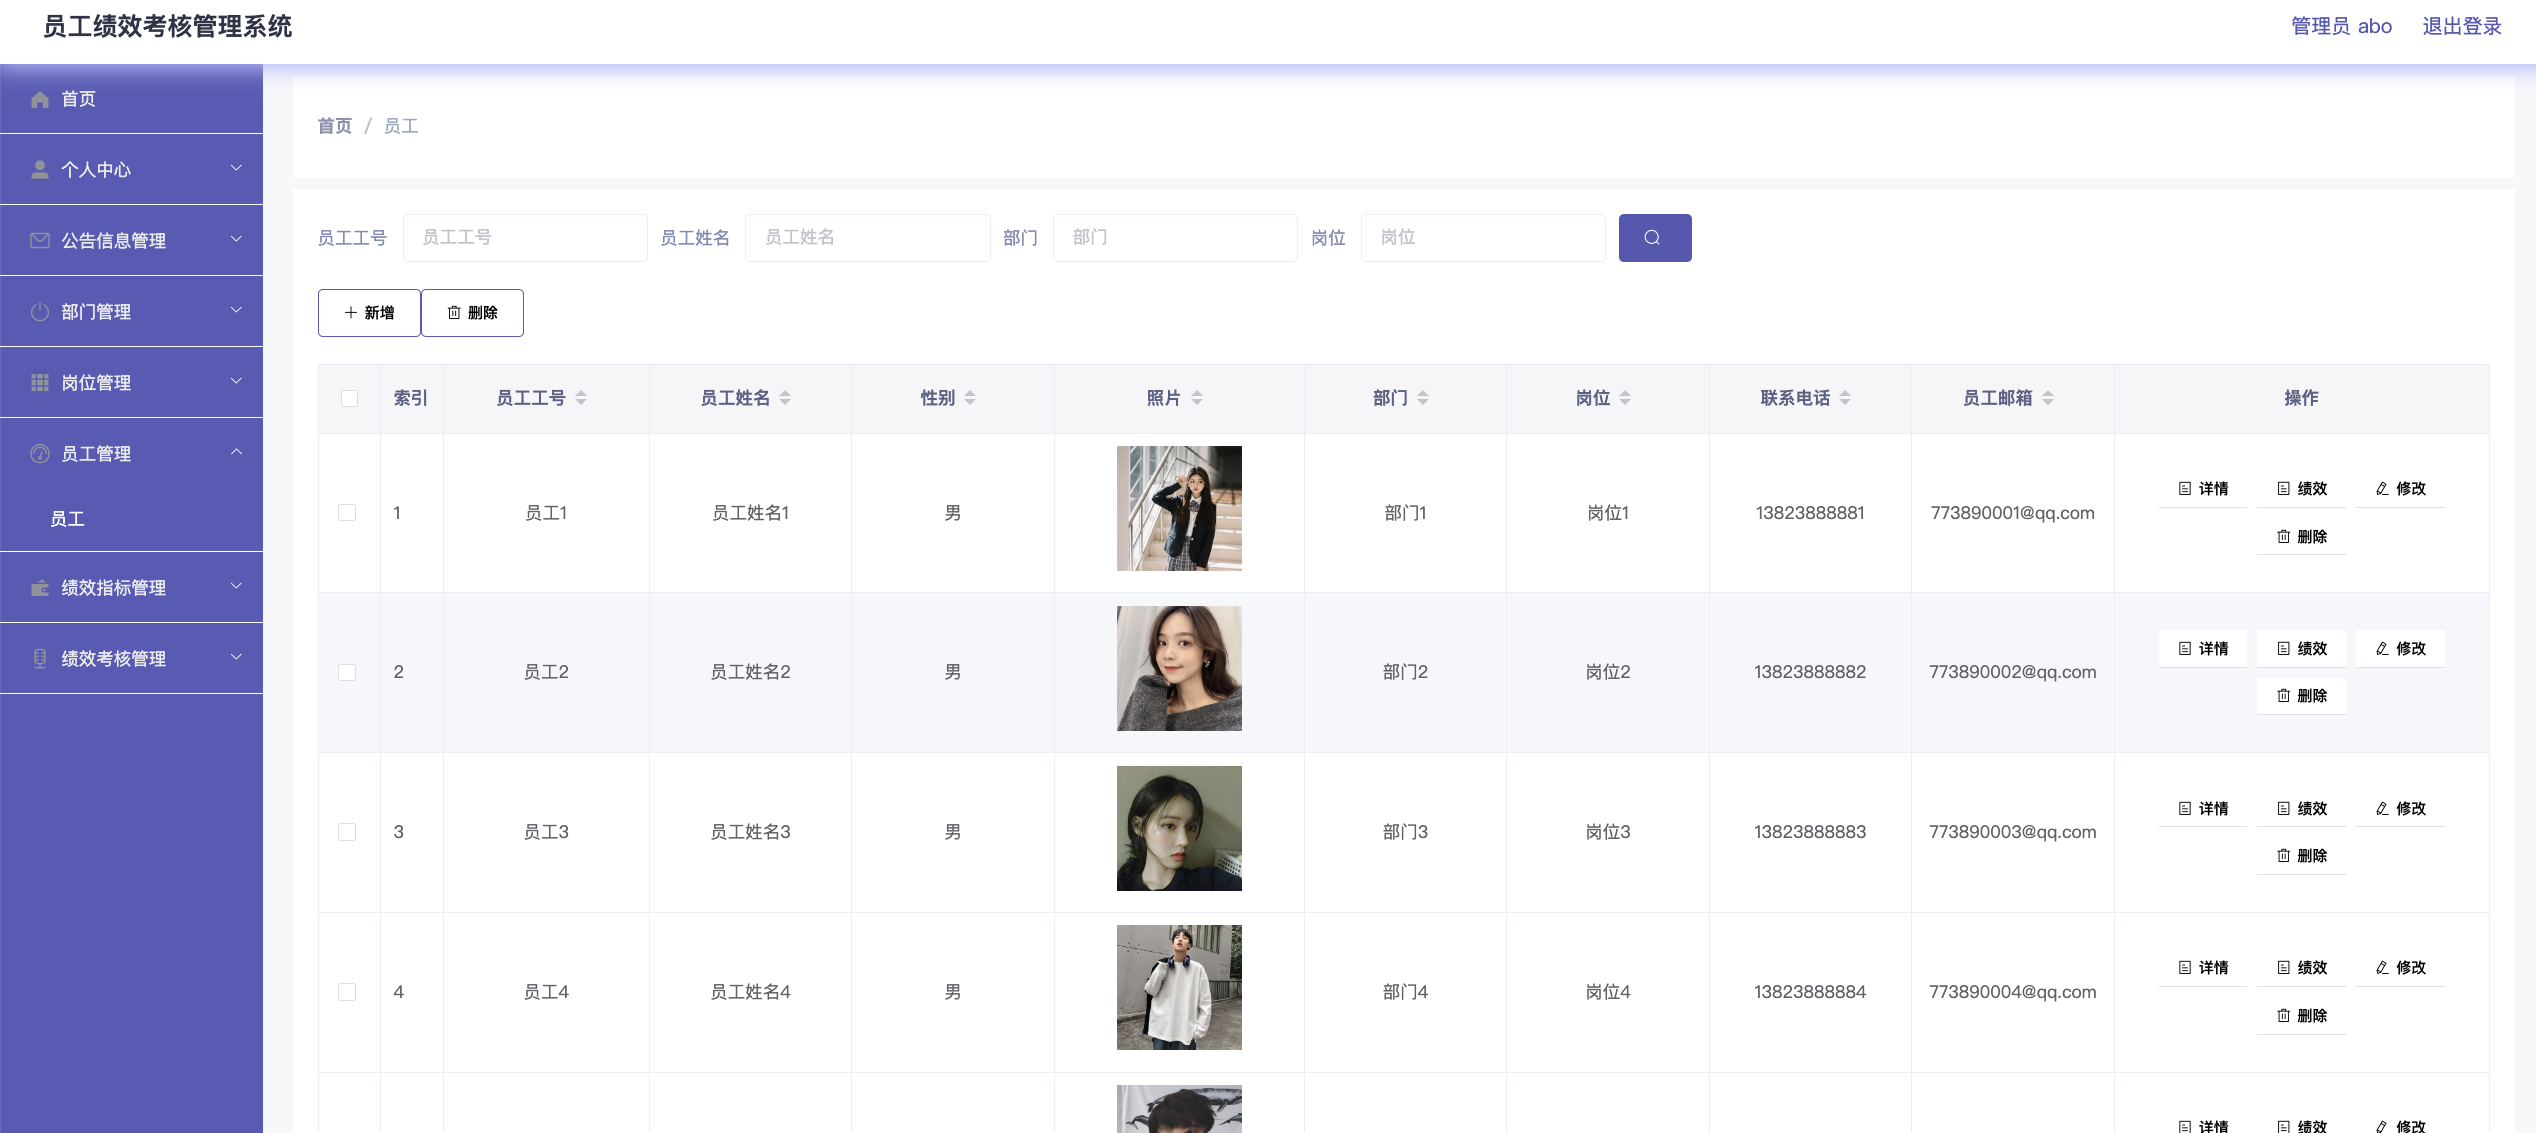 员工绩效考核管理系统
管理员 abo 退出登录
首页
个人中心
公告信息管理
部门管理
岗位管理
员工管理
员工
绩效指标管理
绩效考核管理
首页 / 员工
员工工号 员工工号 员工姓名 员工姓名 部门 部门 岗位 岗位
新增 删除
索引 员工工号 员工姓名 性别 照片 部门 岗位 联系电话 员工邮箱 操作
1 员工1 员工姓名1 男 部门1 岗位1 13823888881 773890001@qq.com 详情 绩效 修改
删除
2 员工2 员工姓名2 男 部门2 岗位2 13823888882 773890002@qq.com 详情 绩效 修改
删除
3 员工3 员工姓名3 男 部门3 岗位3 13823888883 773890003@qq.com 详情 绩效 修改
删除
4 员工4 员工姓名4 男 部门4 岗位4 13823888884 773890004@qq.com 详情 绩效 修改
删除
详情 绩效 修改